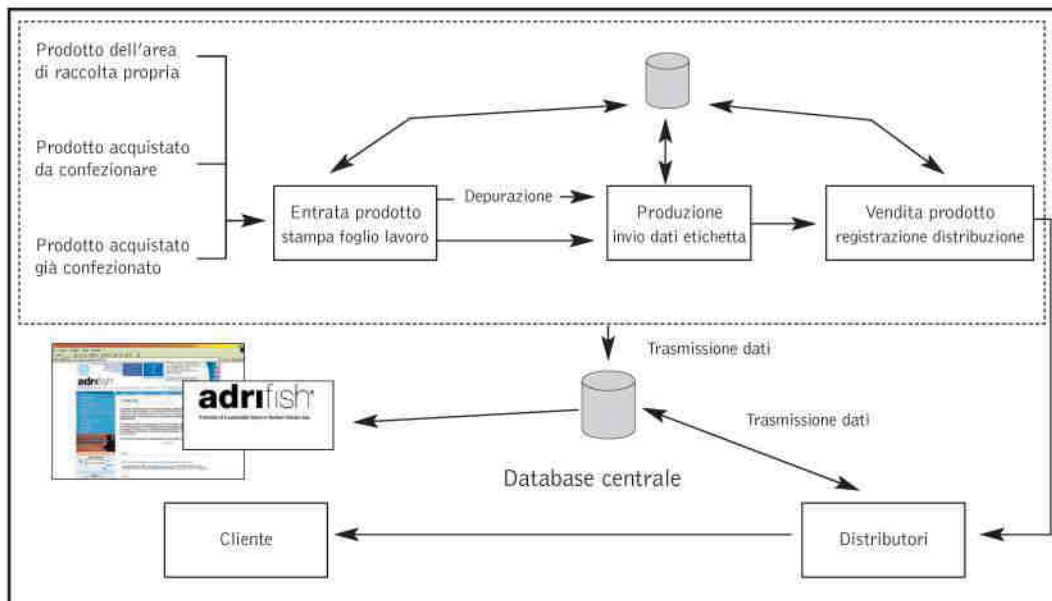 Prodotto dell'area
di raccolta propria
Prodotto acquistato
da confezionare
Prodotto acquistato
già confezionato
Entrata prodotto
stampa foglio lavoro
Depurazione
Produzione
invio dati etichetta
Vendita prodotto
registrazione distribuzione
Trasmissione dati
adrifish
adrifish
Trasmissione dati
Database centrale
Cliente
Distributori